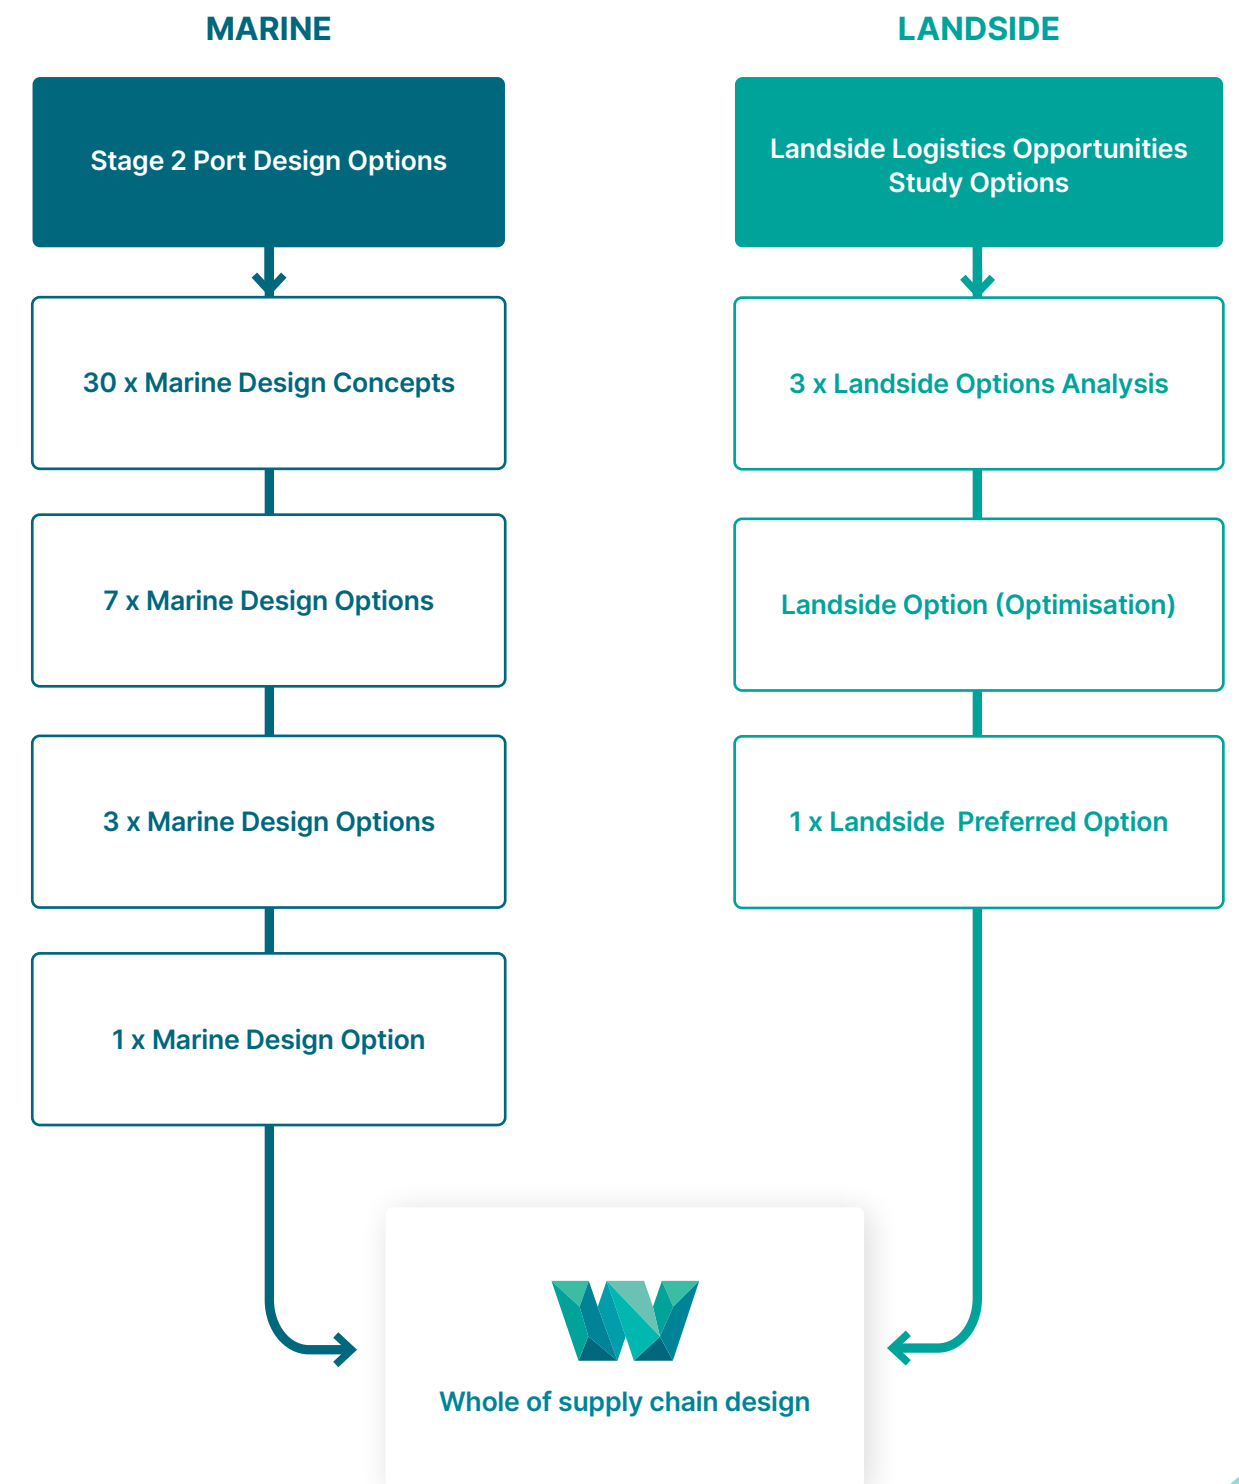 MARINE
Stage 2 Port Design Options
30 x Marine Design Concepts
7 x Marine Design Options
3 x Marine Design Options
1 x Marine Design Option
LANDSIDE
Landside Logistics Opportunities
Study Options
3 x Landside Options Analysis
Landside Option (Optimisation)
1 x Landside  Preferred Option
Whole of supply chain design